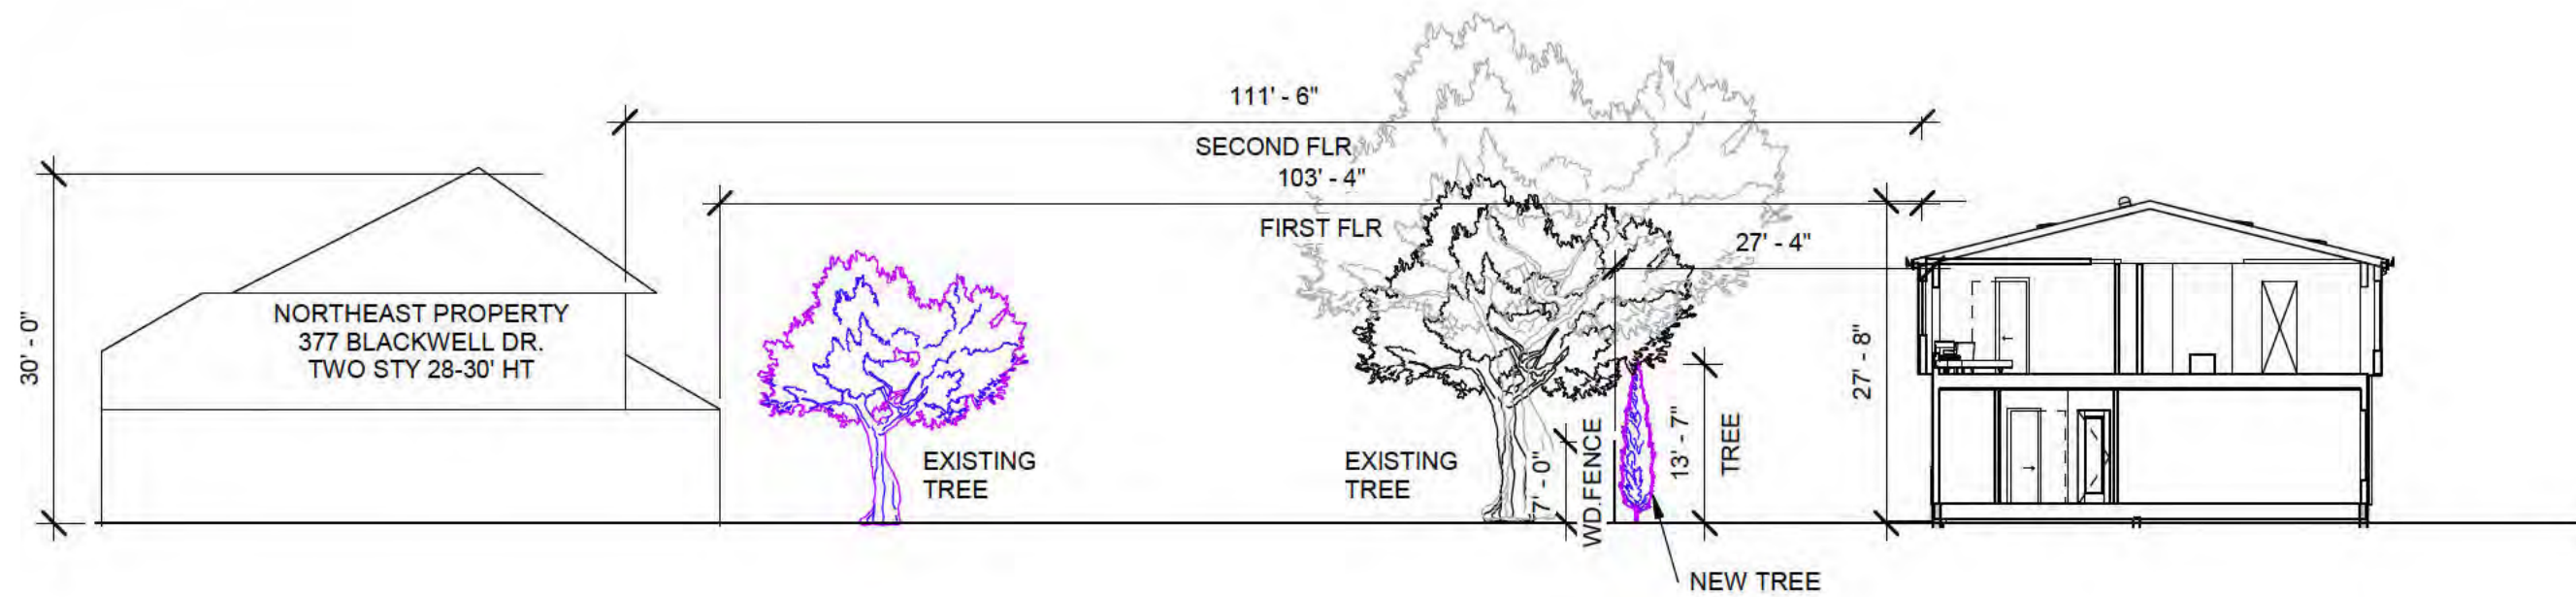 111' - 6"
SECOND FLR
103' - 4"
FIRST FLR
27' - 4"
30' - 0"
NORTHEAST PROPERTY
377 BLACKWELL DR.
TWO STY 28-30' HT
27' - 8"
EXISTING
TREE
EXISTING
TREE
7' - 0"
WD.FENCE
13' - 7"
TREE
NEW TREE